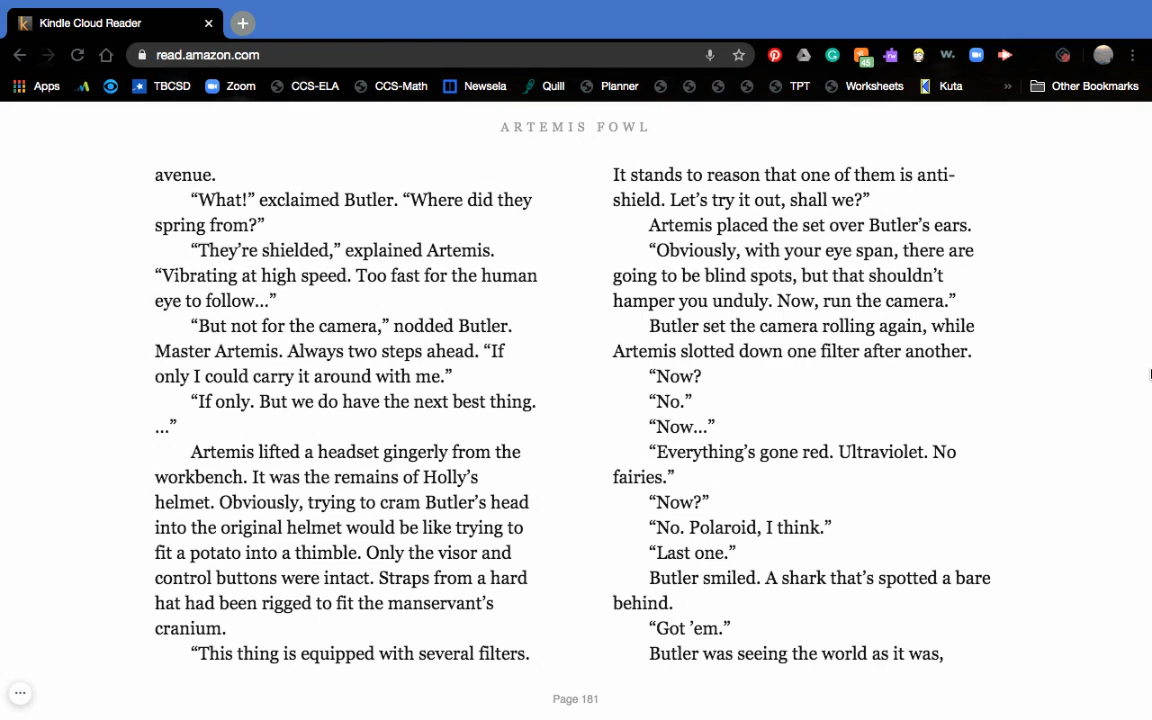 Kindle Cloud Reader
read.amazon.com
45
Apps
TBCSD
Zoom
CCS-ELA
CCS-Math
Newsela
Quill
Planner
TPT
Worksheets
Kuta
Other Bookmarks
ARTEMIS FOWL
avenue.
“What!” exclaimed Butler. “Where did they
spring from?”
“They’re shielded,” explained Artemis.
“Vibrating at high speed. Too fast for the human
eye to follow...”
“But not for the camera,” nodded Butler.
Master Artemis. Always two steps ahead. “If
only I could carry it around with me.”
“If only. But we do have the next best thing.
...”
Artemis lifted a headset gingerly from the
workbench. It was the remains of Holly’s
helmet. Obviously, trying to cram Butler’s head
into the original helmet would be like trying to
fit a potato into a thimble. Only the visor and
control buttons were intact. Straps from a hard
hat had been rigged to fit the manservant’s
cranium.
“This thing is equipped with several filters.
It stands to reason that one of them is anti-
shield. Let’s try it out, shall we?”
Artemis placed the set over Butler’s ears.
“Obviously, with your eye span, there are
going to be blind spots, but that shouldn’t
hamper you unduly. Now, run the camera.”
Butler set the camera rolling again, while
Artemis slotted down one filter after another.
“Now?
“No.”
“Now...”
“Everything’s gone red. Ultraviolet. No
fairies.”
“Now?”
“No. Polaroid, I think.”
“Last one.”
Butler smiled. A shark that’s spotted a bare
behind.
“Got ’em.”
Butler was seeing the world as it was,
Page 181